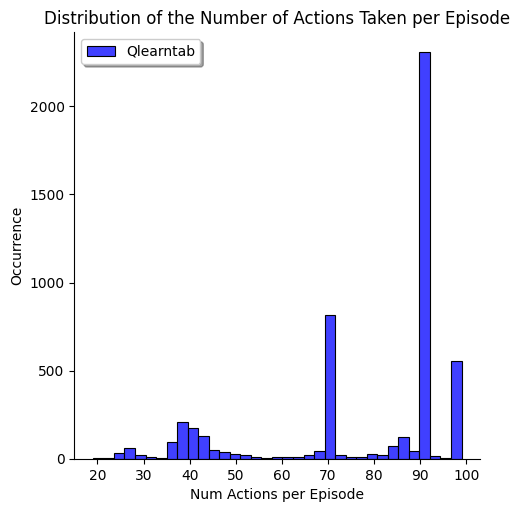 Distribution of the Number of Actions Taken per Episode
Qlearntab
2000
1500
1000
500
0
Occurrence
20 30 40 50 60 70 80 90 100
Num Actions per Episode